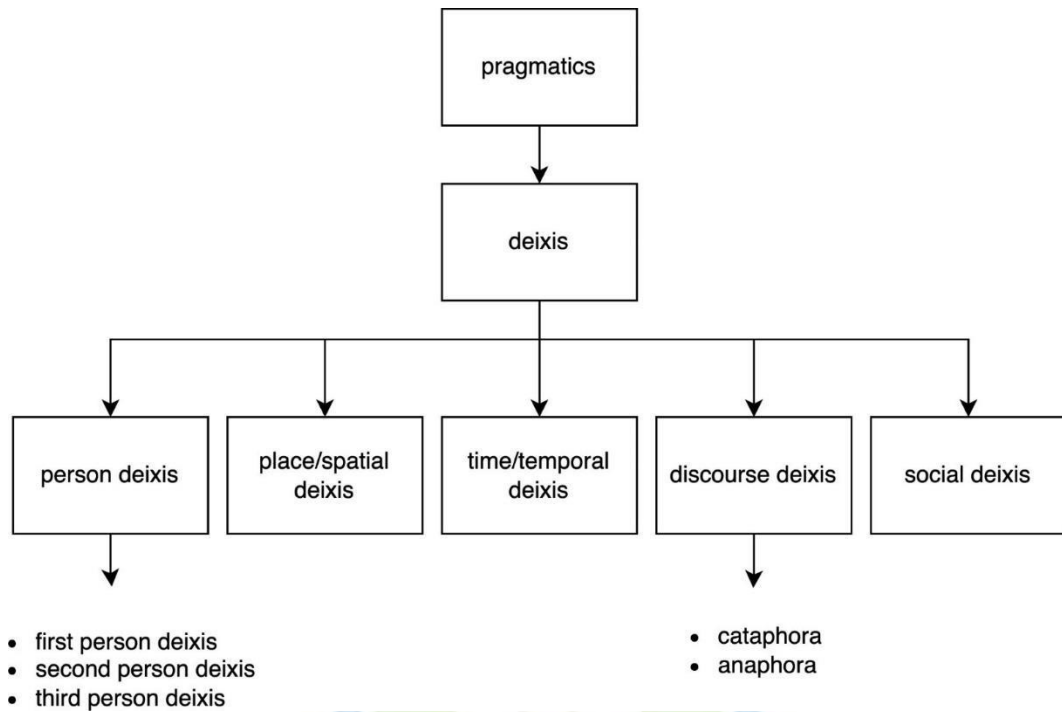 pragmatics
deixis
person deixis
place/spatial
deixis
time/temporal
deixis
discourse deixis
social deixis
• first person deixis
• second person deixis
• third person deixis
• cataphora
• anaphora